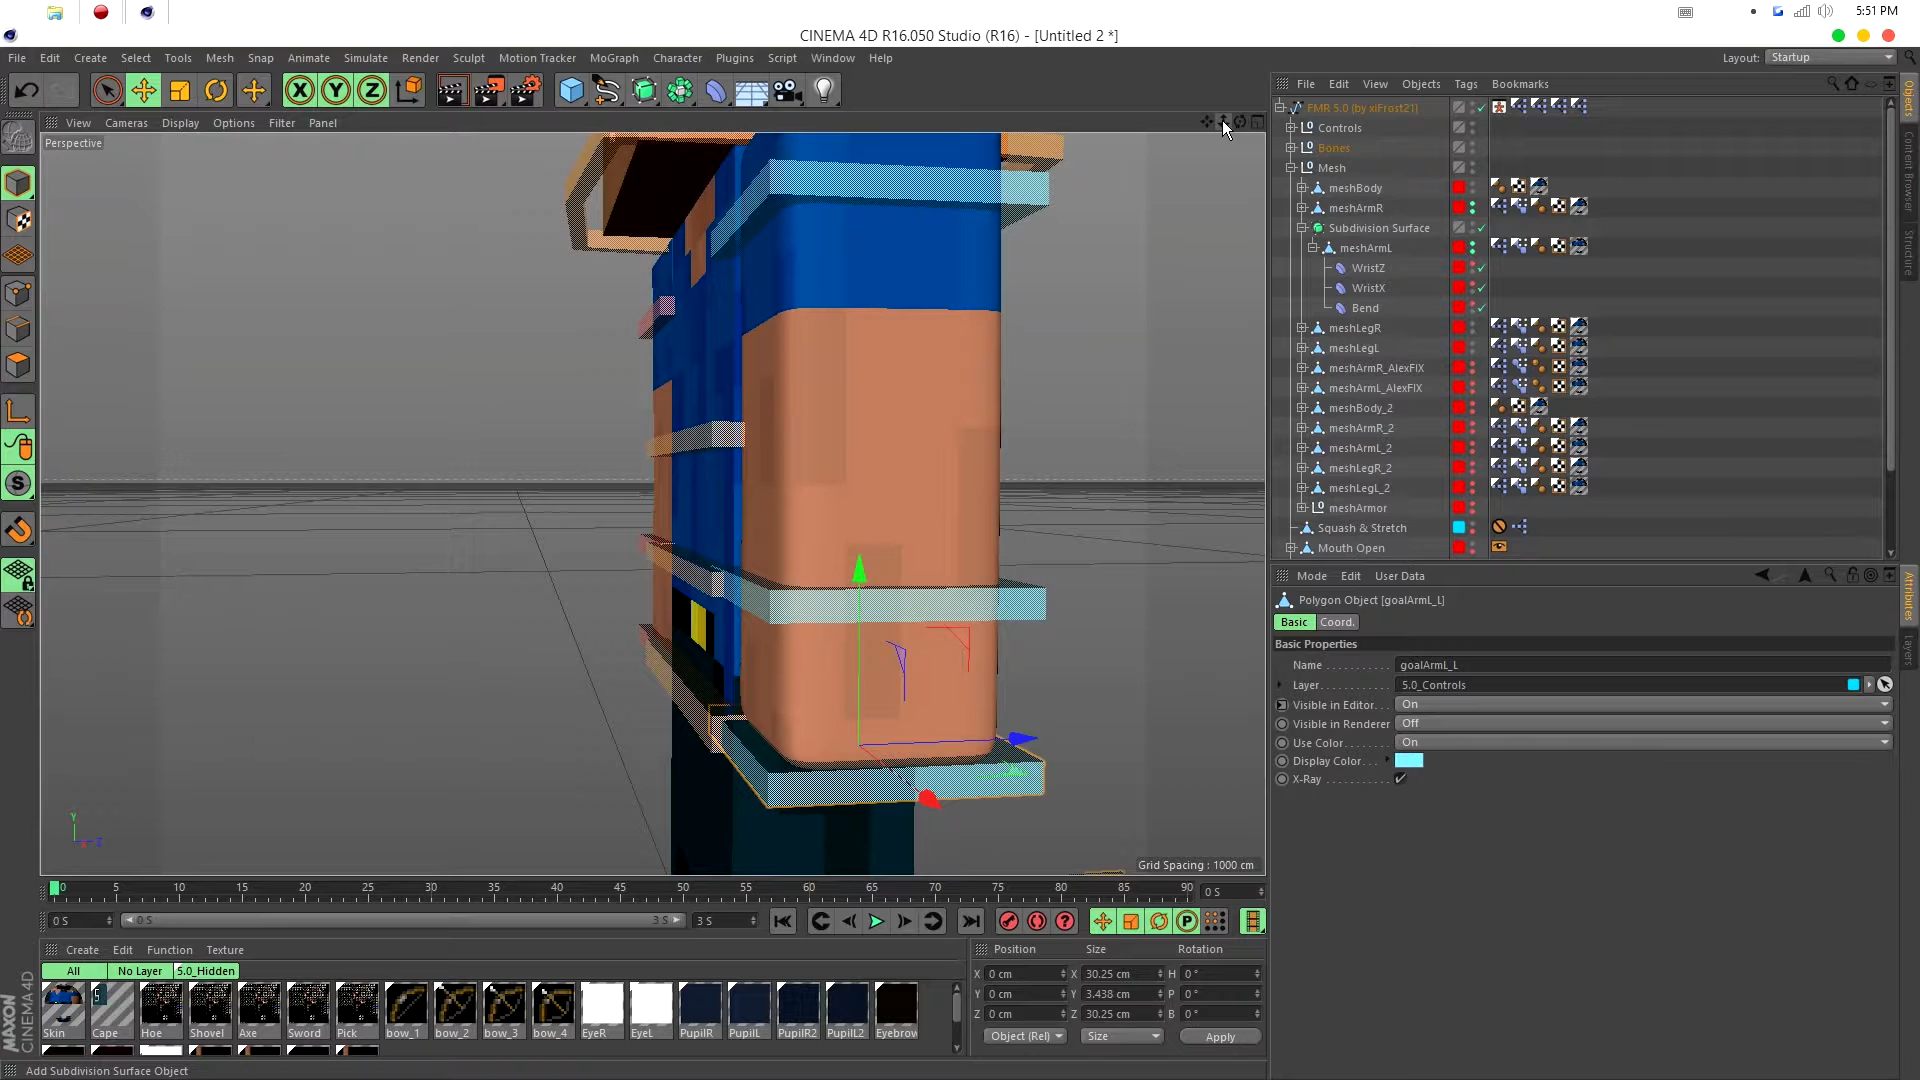 5:51 PM
CINEMA 4D R16.050 Studio (R16) - [Untitled 2 *]
File Edit Create Select Tools Mesh Snap Animate Simulate Render Sculpt Motion Tracker MoGraph Character Plugins Script Window Help
Layout: Startup
X Y Z
File Edit View Objects Tags Bookmarks
View Cameras Display Options Filter Panel
Perspective
FMR 5.0 (by xiFrost21)
Controls
Bones
Mesh
meshBody
meshArmR
Subdivision Surface
meshArmL
WristZ
WristX
Bend
meshLegR
meshLegL
meshArmR_AlexFIX
meshArmL_AlexFIX
meshBody_2
meshArmR_2
meshArmL_2
meshLegR_2
meshLegL_2
meshArmor
Squash & Stretch
Mouth Open
Objects
Content Browser
Structure
Mode Edit User Data
Polygon Object [goalArmL_L]
Basic Coord.
Basic Properties
Name . . . . . . . . . . goalArmL_L
Layer . . . . . . . . . . 5.0_Controls
Visible in Editor . . . On
Visible in Renderer Off
Use Color . . . . . . . On
Display Color . . .
X-Ray . . . . . . . . . ✓
Attributes
Layers
Y
X Z
Grid Spacing : 1000 cm
0 5 10 15 20 25 30 35 40 45 50 55 60 65 70 75 80 85 90 0 S
0 S 0 S 3 S 3 S
Create Edit Function Texture
All No Layer 5.0_Hidden
Skin Cape Hoe Shovel Axe Sword Pick bow_1 bow_2 bow_3 bow_4 EyeR EyeL PupilR PupilL PupilR2 PupilL2 Eyebrow
Position Size Rotation
X 0 cm X 30.25 cm H 0 °
Y 0 cm Y 3.438 cm P 0 °
Z 0 cm Z 30.25 cm B 0 °
Object (Rel) Size Apply
MAXON
CINEMA 4D
Add Subdivision Surface Object